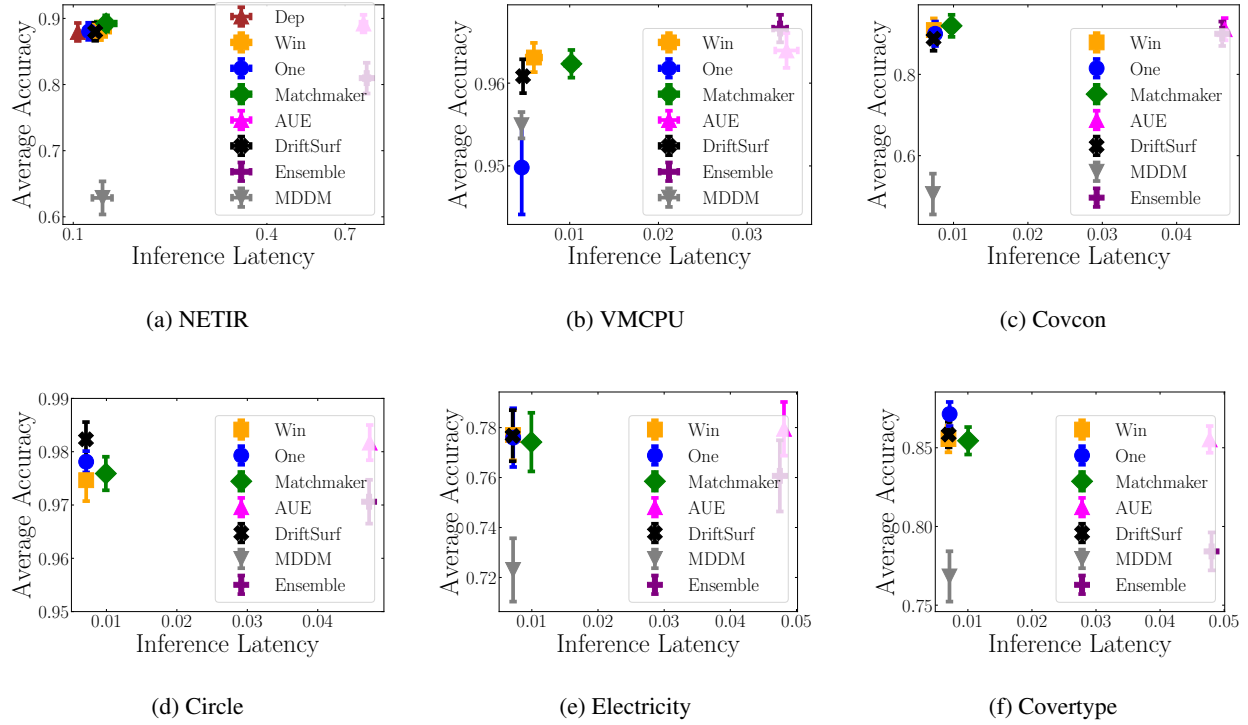 Average Accuracy
0.9
0.8
0.7
0.6
0.1
0.4
0.7
Inference Latency
Dep
Win
One
Matchmaker
AUE
DriftSurf
Ensemble
MDDM
(a) NETIR
Average Accuracy
0.96
0.95
0.01
0.02
0.03
Inference Latency
Win
One
Matchmaker
AUE
DriftSurf
Ensemble
MDDM
(b) VMCPU
Average Accuracy
0.8
0.6
0.01
0.02
0.03
0.04
Inference Latency
Win
One
Matchmaker
AUE
DriftSurf
MDDM
Ensemble
(c) Covcon
Average Accuracy
0.99
0.98
0.97
0.96
0.95
0.01
0.02
0.03
0.04
Inference Latency
Win
One
Matchmaker
AUE
DriftSurf
MDDM
Ensemble
(d) Circle
Average Accuracy
0.78
0.76
0.74
0.72
0.01
0.02
0.03
0.04
0.05
Inference Latency
Win
One
Matchmaker
AUE
DriftSurf
MDDM
Ensemble
(e) Electricity
Average Accuracy
0.85
0.80
0.75
0.01
0.02
0.03
0.04
0.05
Inference Latency
Win
One
Matchmaker
AUE
DriftSurf
MDDM
Ensemble
(f) Covertype